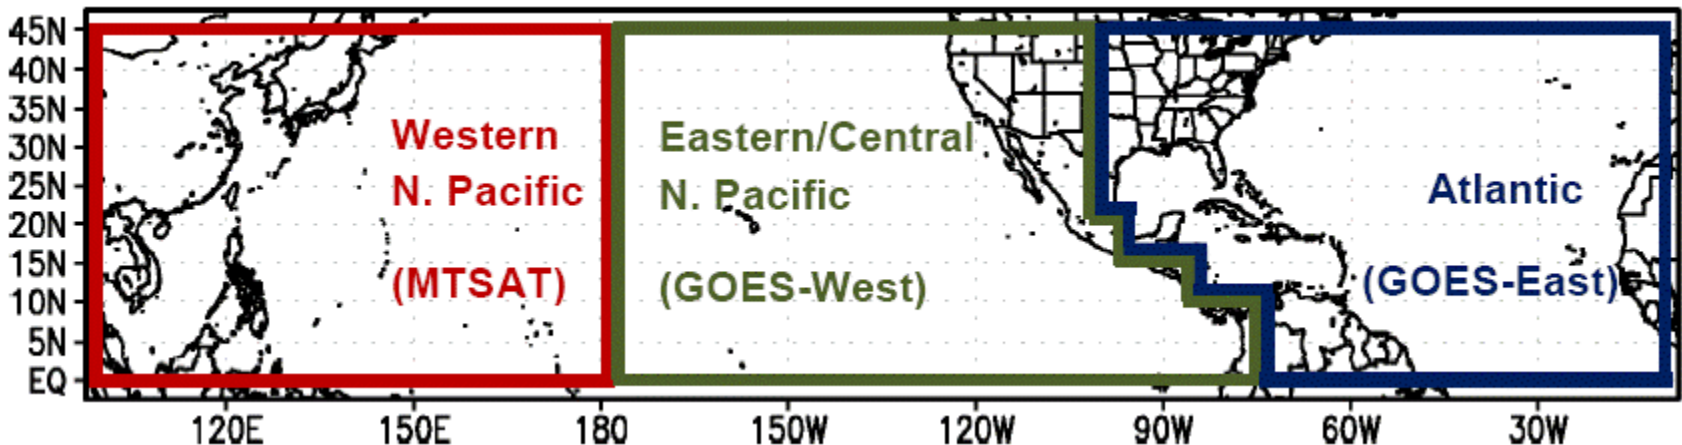 45N
40N
35N
30N
25N
20N
15N
10N
5N
EQ
Western
N. Pacific
(MTSAT)
Eastern/Central
N. Pacific
(GOES-West)
Atlantic
(GOES-East)
120E 150E 180 150W 120W 90W 60W 30W